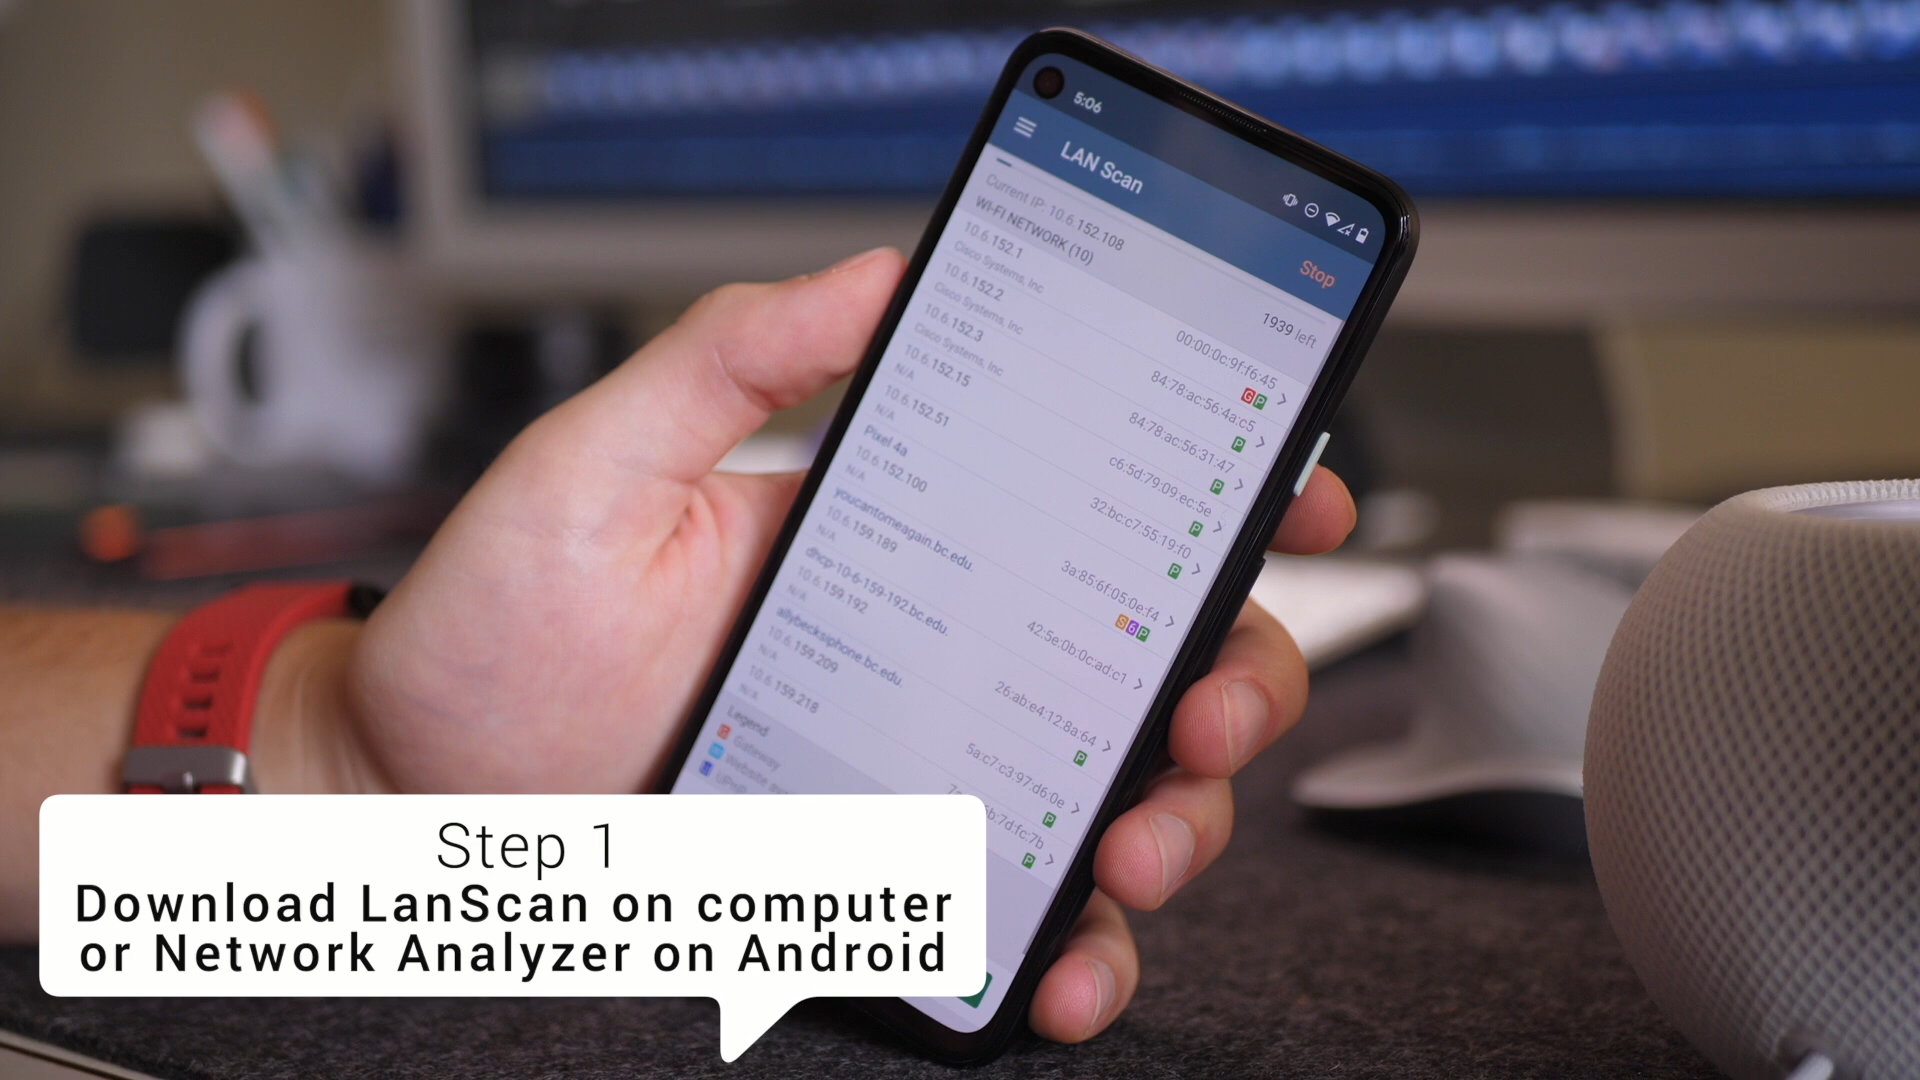 5:06
LAN Scan
Stop
Current IP: 10.6.152.108
1939 left
WI-FI NETWORK (10)
10.6.152.1
00:00:0c:9f:f6:45
Cisco Systems, Inc
G P
10.6.152.2
84:78:ac:56:4a:c5
Cisco Systems, Inc
P
10.6.152.3
84:78:ac:56:31:47
Cisco Systems, Inc
P
10.6.152.15
c6:5d:79:09:ec:5e
N/A
P
10.6.152.51
32:bc:c7:55:19:f0
N/A
P
Pixel 4a
10.6.152.100
3a:85:6f:05:0e:f4
N/A
S 6 P
youcantomeagain.bc.edu.
10.6.159.189
42:5e:0b:0c:ad:c1
N/A
dhcp-10-6-159-192.bc.edu.
10.6.159.192
26:ab:e4:12:8a:64
N/A
P
allybecksiphone.bc.edu.
10.6.159.209
5a:c7:c3:97:d6:0e
N/A
P
10.6.159.218
b:7d:fc:7b
N/A
P
Legend
Gateway
Website
UPnP
Step 1
Download LanScan on computer
or Network Analyzer on Android